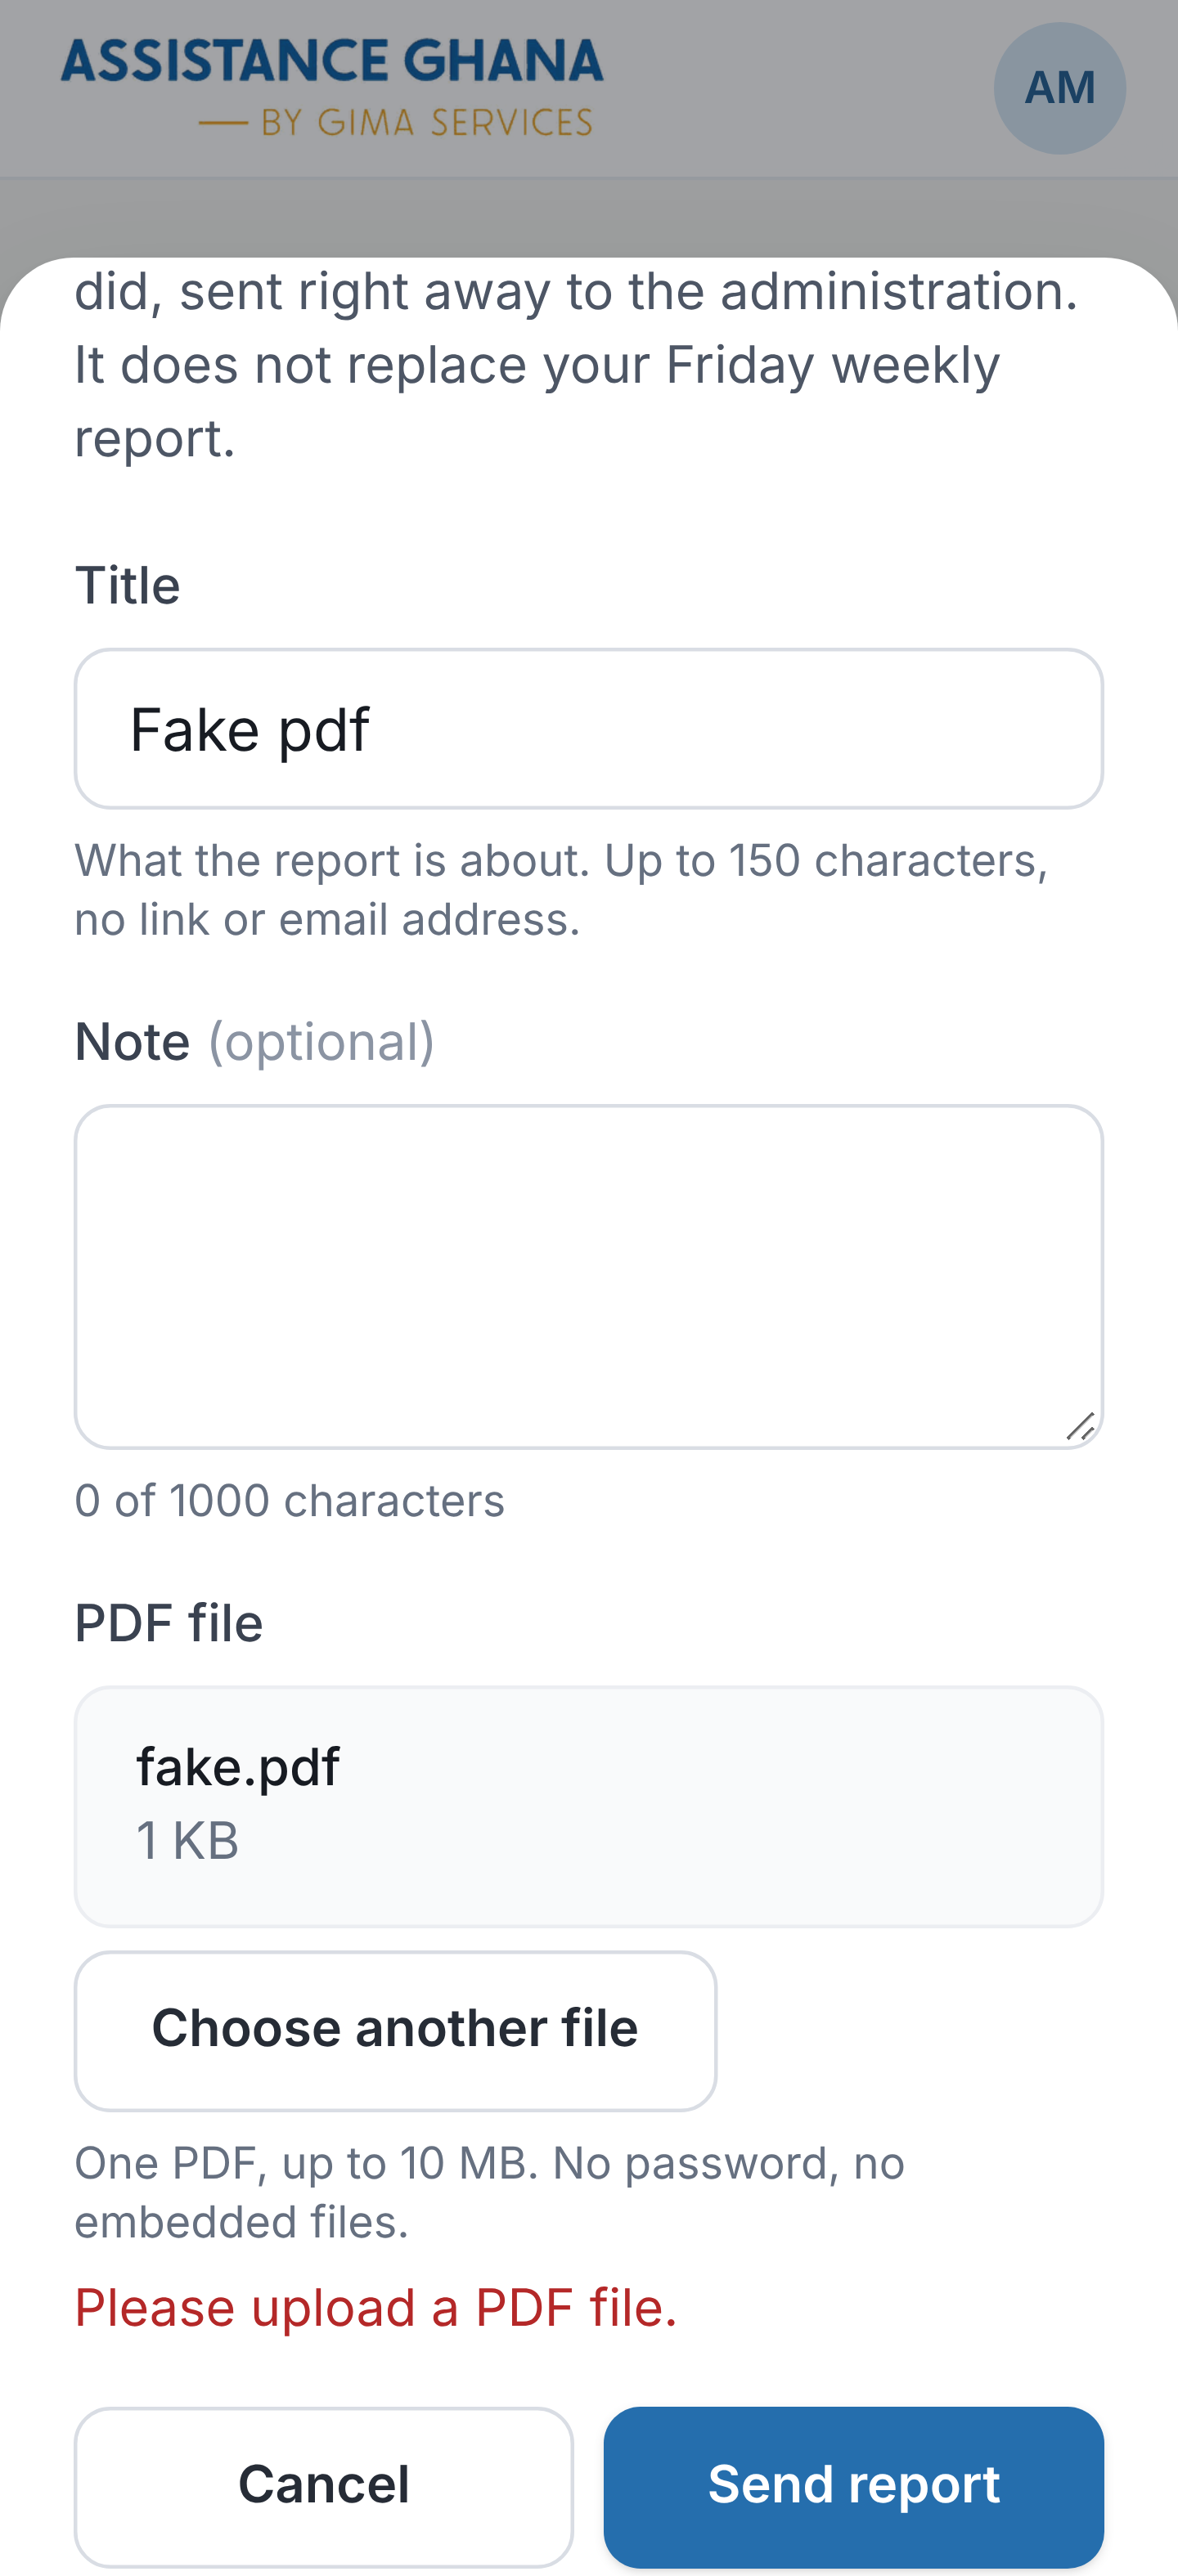 ASSISTANCE GHANA
BY GIMA SERVICES
AM
did, sent right away to the administration.
It does not replace your Friday weekly
report.
Title
Fake pdf
What the report is about. Up to 150 characters,
no link or email address.
Note (optional)
0 of 1000 characters
PDF file
fake.pdf
1 KB
Choose another file
One PDF, up to 10 MB. No password, no
embedded files.
Please upload a PDF file.
Cancel
Send report